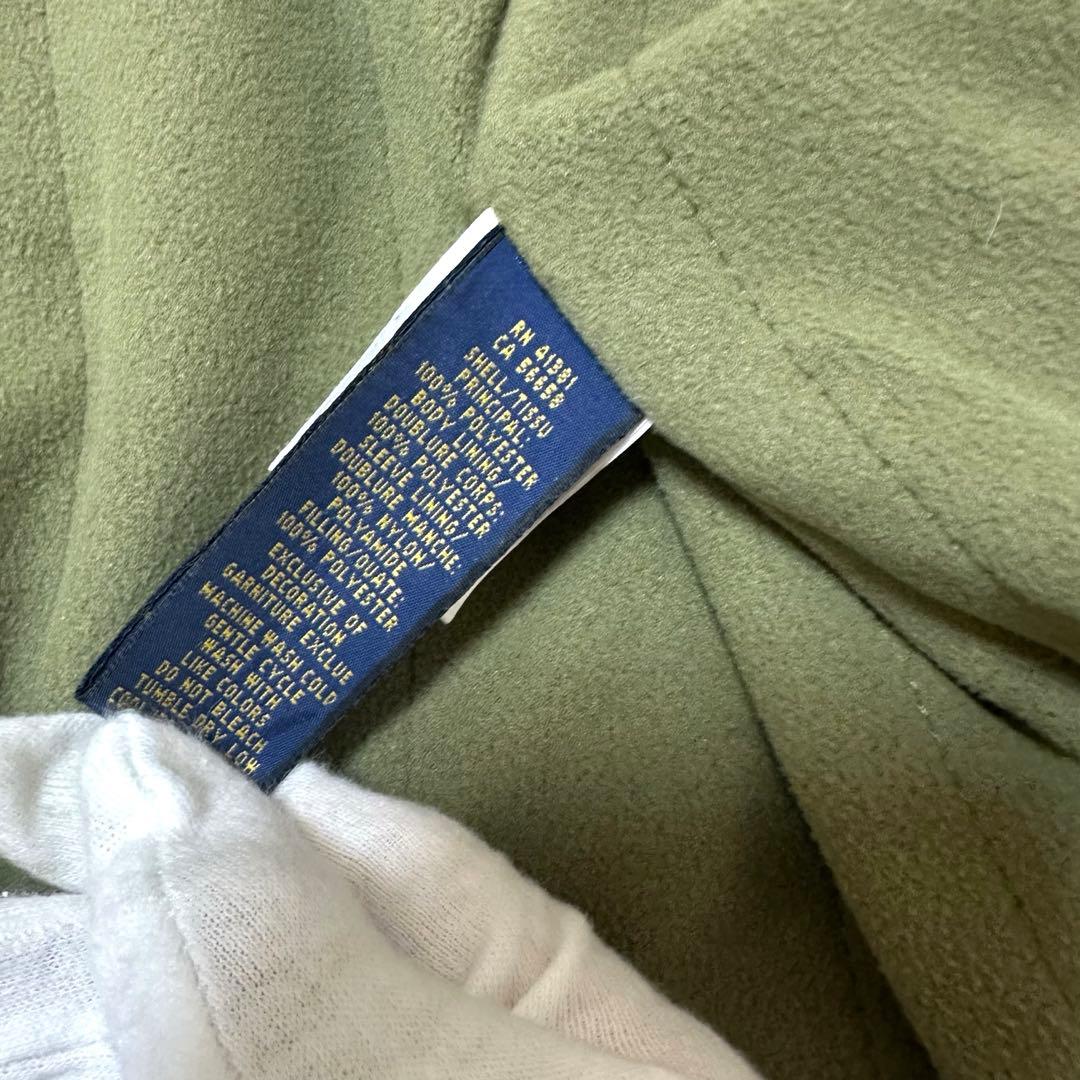 RN 41381
CA 56658
SHELL/TISSU
PRINCIPAL:
100% POLYESTER
BODY LINING/
DOUBLURE CORPS:
100% POLYESTER
SLEEVE LINING/
DOUBLURE MANCHE:
100% NYLON/
POLYAMIDE
FILLING/OUATE:
100% POLYESTER
EXCLUSIVE OF
DECORATION
GARNITURE EXCLUE
MACHINE WASH COLD
GENTLE CYCLE
WASH WITH
LIKE COLORS
DO NOT BLEACH
TUMBLE DRY LOW